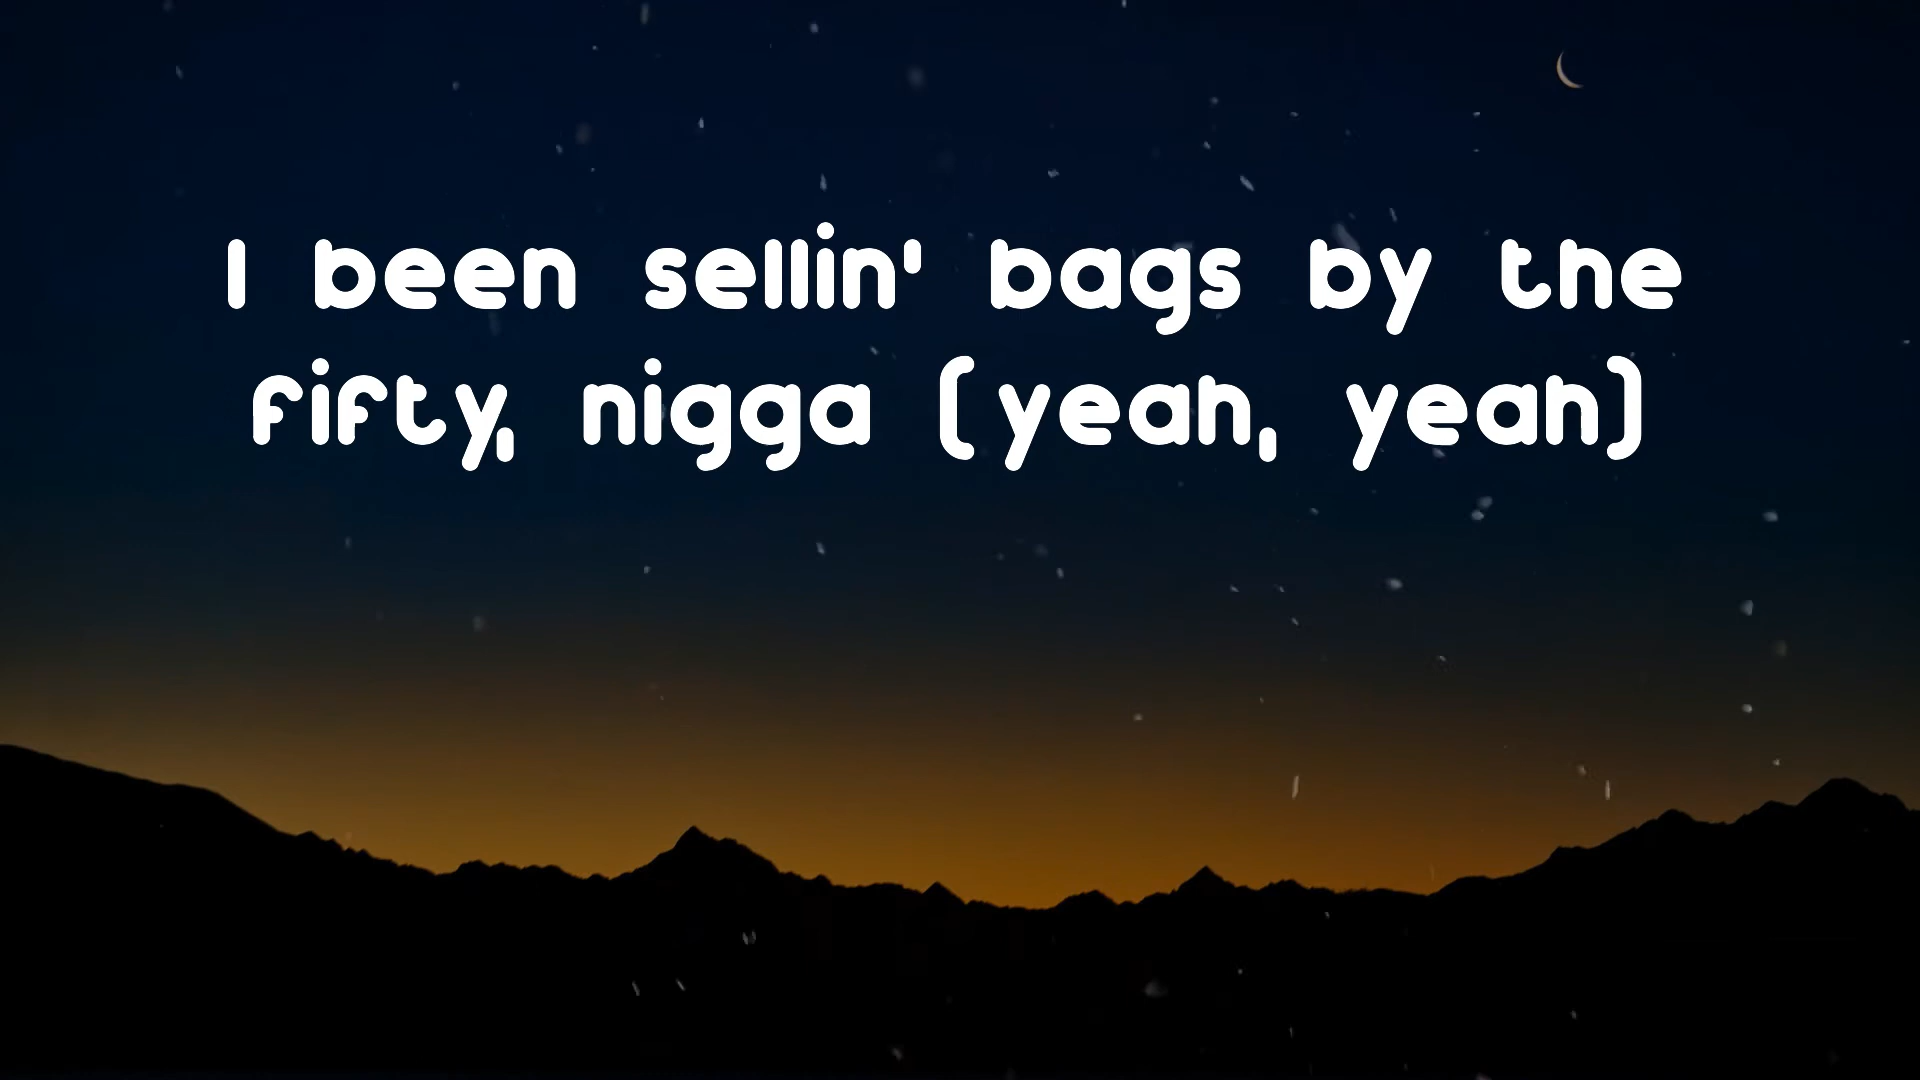 I been sellin' bags by the
fifty, nigga (yeah, yeah)